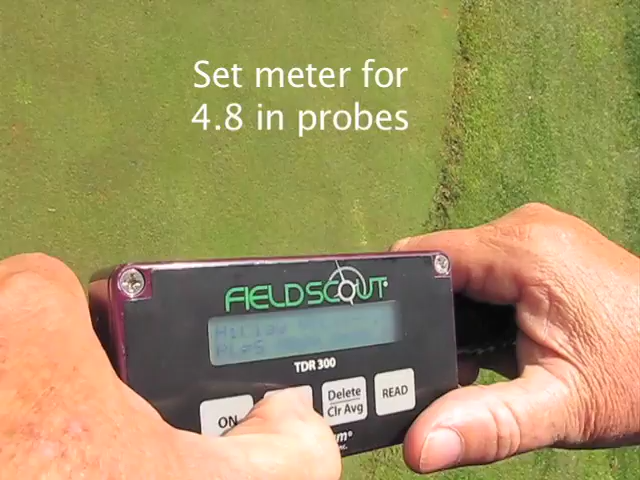 Set meter for
4.8 in probes
FIELDSCOUT
TDR 300
ON
Delete
Clr Avg
READ